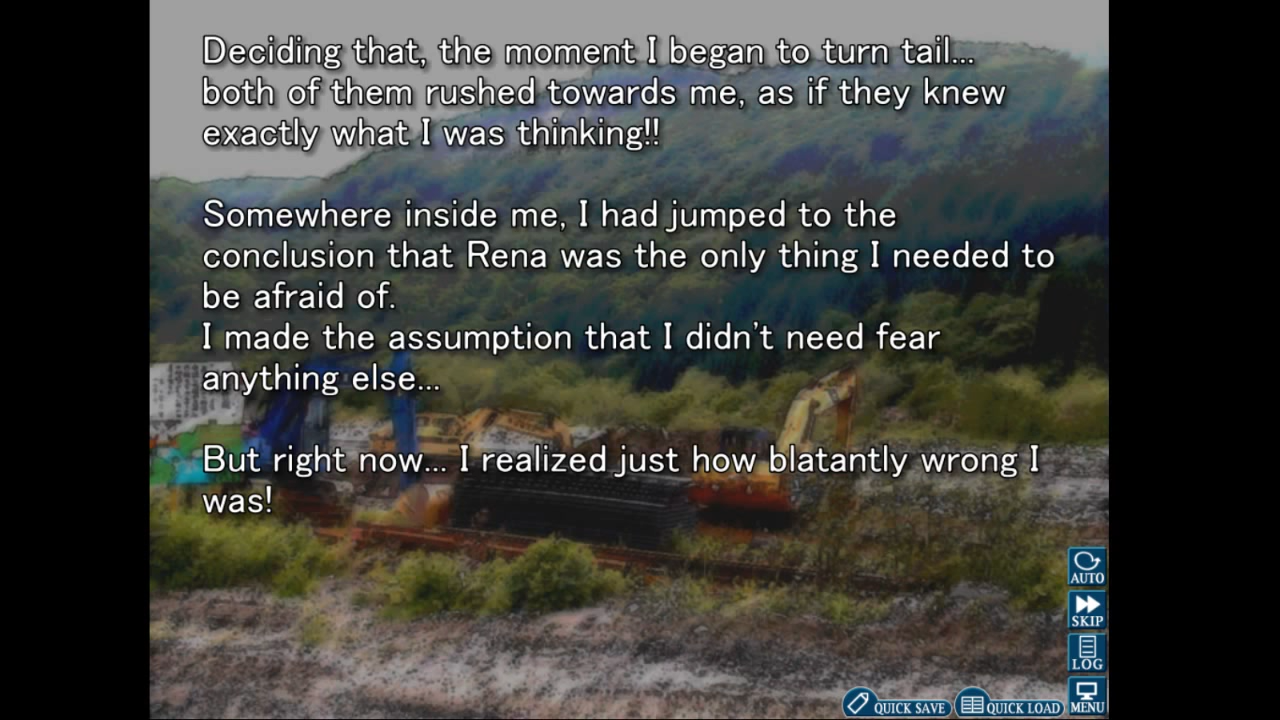 Deciding that, the moment I began to turn tail...
both of them rushed towards me, as if they knew
exactly what I was thinking!!
Somewhere inside me, I had jumped to the
conclusion that Rena was the only thing I needed to
be afraid of.
I made the assumption that I didn't need fear
anything else...
But right now... I realized just how blatantly wrong I
was!
AUTO
SKIP
LOG
QUICK SAVE
QUICK LOAD
MENU